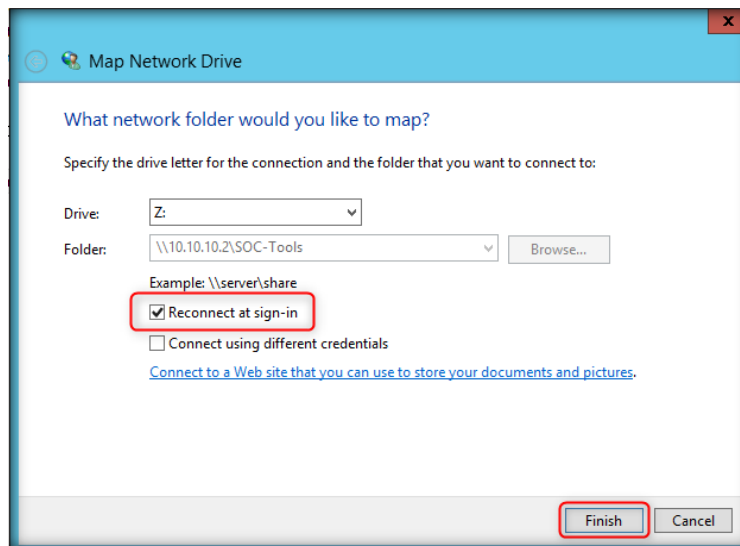 x
Map Network Drive
What network folder would you like to map?
Specify the drive letter for the connection and the folder that you want to connect to:
Drive: Z:
Folder: \\10.10.10.2\SOC-Tools Browse...
Example: \\server\share
Reconnect at sign-in
Connect using different credentials
Connect to a Web site that you can use to store your documents and pictures.
Finish Cancel